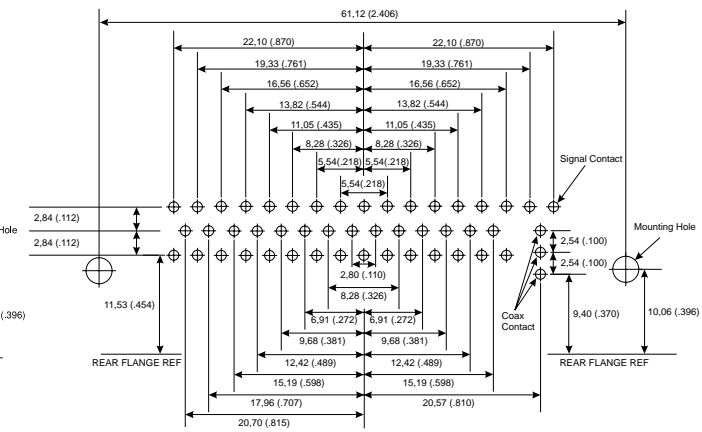 61,12 (2.406)
22,10 (.870) 22,10 (.870)
19,33 (.761) 19,33 (.761)
16,56 (.652) 16,56 (.652)
13,82 (.544) 13,82 (.544)
11,05 (.435) 11,05 (.435)
8,28 (.326) 8,28 (.326)
5,54(.218) 5,54(.218)
Signal Contact
5,54(.218)
2,84 (.112)
Hole
Mounting Hole
2,84 (.112)
2,54 (.100)
2,54 (.100)
2,80 (.110)
8,28 (.326)
11,53 (.454)
(.396)
6,91 (.272) 6,91 (.272)
Coax
Contact
9,40 (.370)
10,06 (.396)
9,68 (.381) 9,68 (.381)
REAR FLANGE REF
12,42 (.489) 12,42 (.489)
REAR FLANGE REF
15,19 (.598) 15,19 (.598)
17,96 (.707) 20,57 (.810)
20,70 (.815)